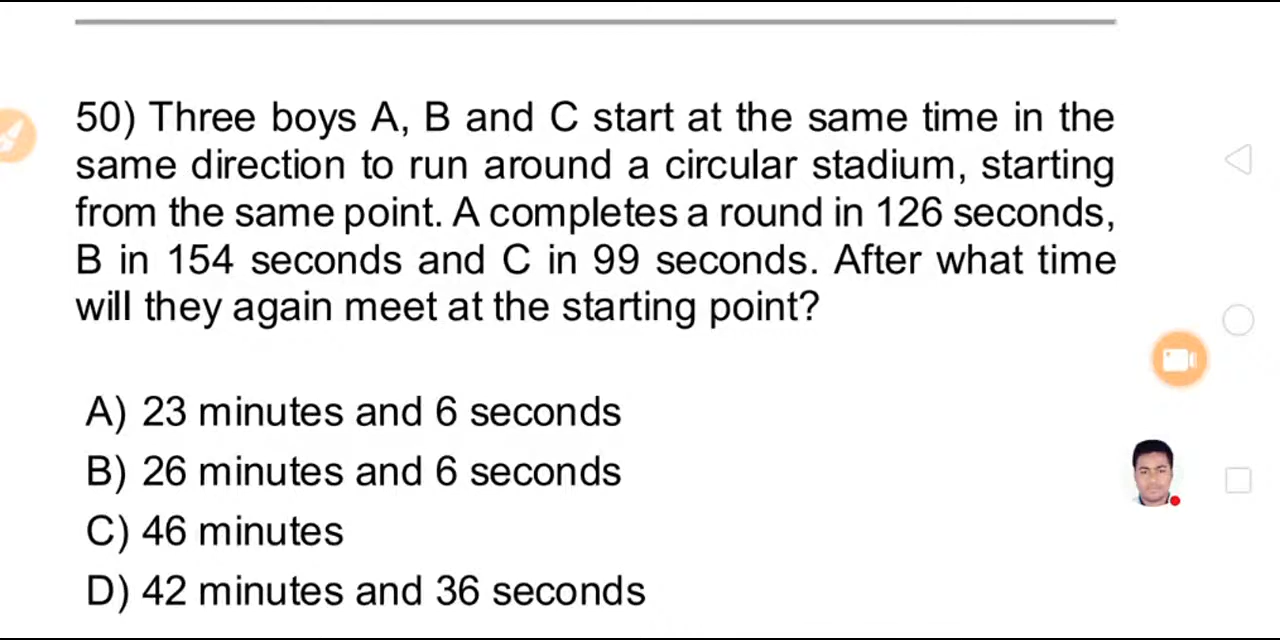 50) Three boys A, B and C start at the same time in the
same direction to run around a circular stadium, starting
from the same point. A completes a round in 126 seconds,
B in 154 seconds and C in 99 seconds. After what time
will they again meet at the starting point?
A) 23 minutes and 6 seconds
B) 26 minutes and 6 seconds
C) 46 minutes
D) 42 minutes and 36 seconds